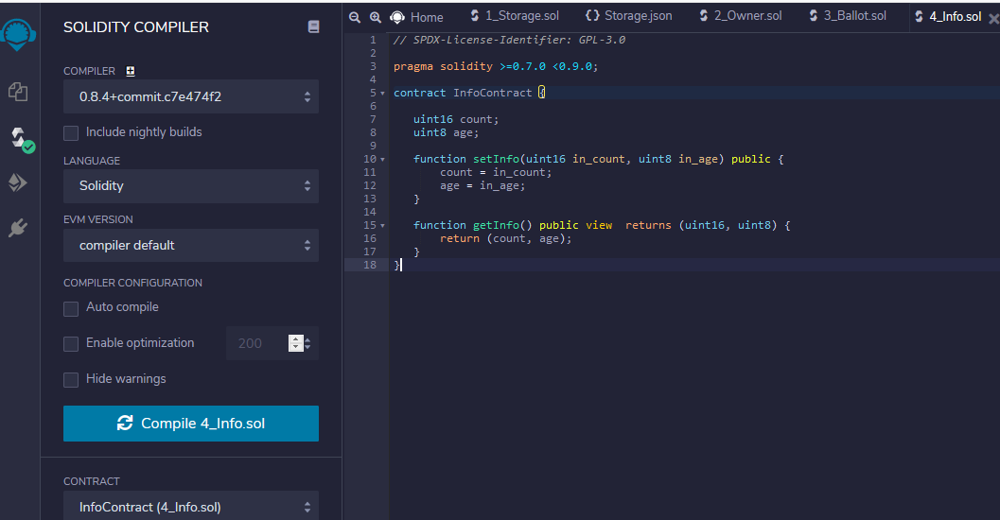 SOLIDITY COMPILER
COMPILER
0.8.4+commit.c7e474f2
Include nightly builds
LANGUAGE
Solidity
EVM VERSION
compiler default
COMPILER CONFIGURATION
Auto compile
Enable optimization 200
Hide warnings
Compile 4_Info.sol
CONTRACT
InfoContract (4_Info.sol)
Home 1_Storage.sol Storage.json 2_Owner.sol 3_Ballot.sol 4_Info.sol
1 // SPDX-License-Identifier: GPL-3.0
2
3 pragma solidity >=0.7.0 <0.9.0;
4
5 contract InfoContract {
6
7 uint16 count;
8 uint8 age;
9
10 function setInfo(uint16 in_count, uint8 in_age) public {
11 count = in_count;
12 age = in_age;
13 }
14
15 function getInfo() public view  returns (uint16, uint8) {
16 return (count, age);
17 }
18 }